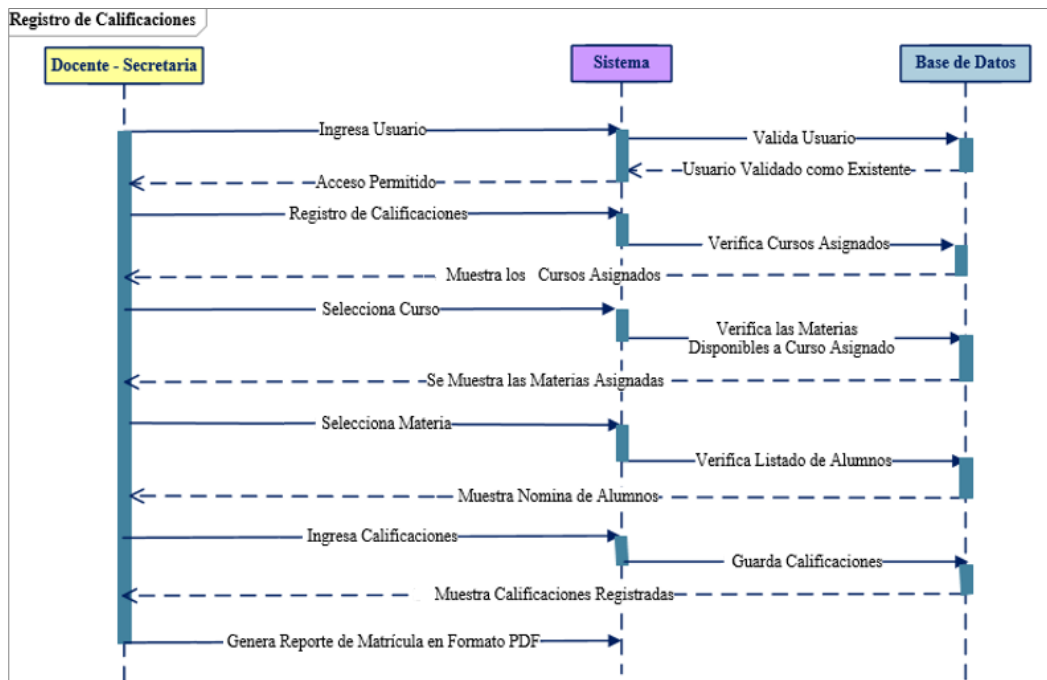 Registro de Calificaciones
Docente - Secretaria
Sistema
Base de Datos
Ingresa Usuario
Valida Usuario
Usuario Validado como Existente
Acceso Permitido
Registro de Calificaciones
Verifica Cursos Asignados
Muestra los Cursos Asignados
Selecciona Curso
Verifica las Materias
Disponibles a Curso Asignado
Se Muestra las Materias Asignadas
Selecciona Materia
Verifica Listado de Alumnos
Muestra Nomina de Alumnos
Ingresa Calificaciones
Guarda Calificaciones
Muestra Calificaciones Registradas
Genera Reporte de Matrícula en Formato PDF